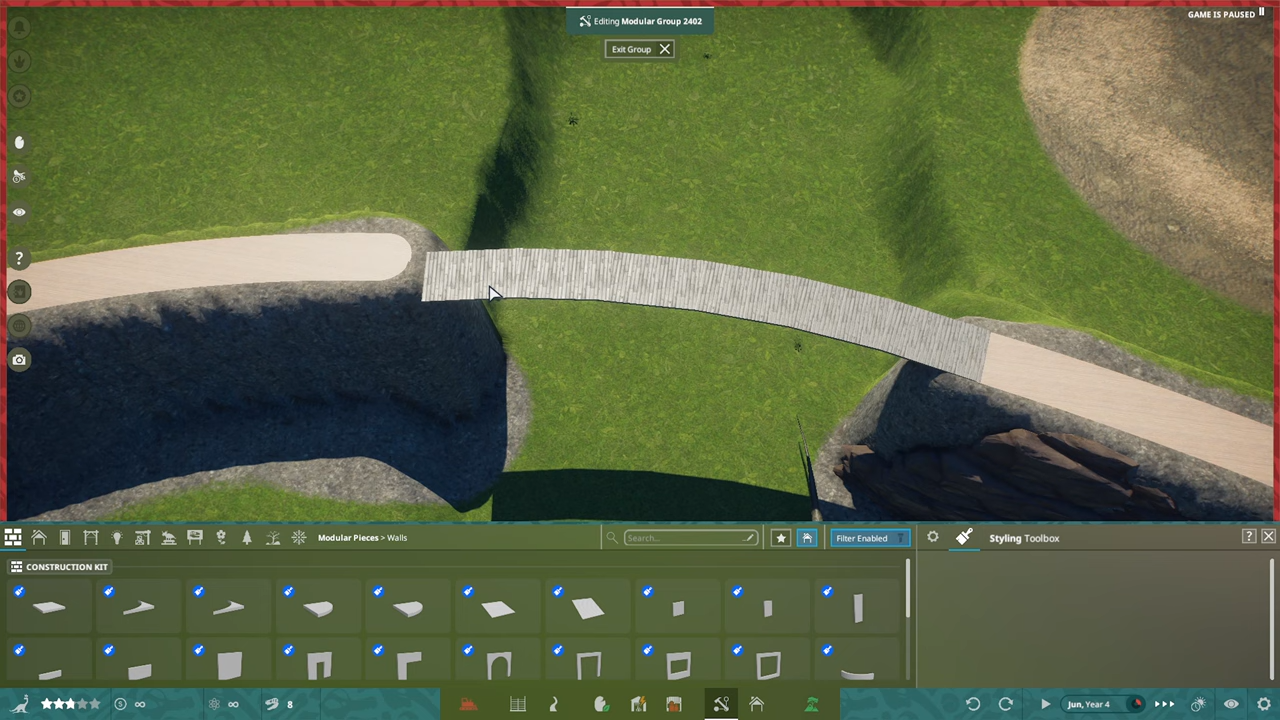 Editing Modular Group 2402
GAME IS PAUSED
Exit Group
Modular Pieces > Walls
Search...
Filter Enabled
Styling Toolbox
CONSTRUCTION KIT
∞
∞
8
Jun, Year 4